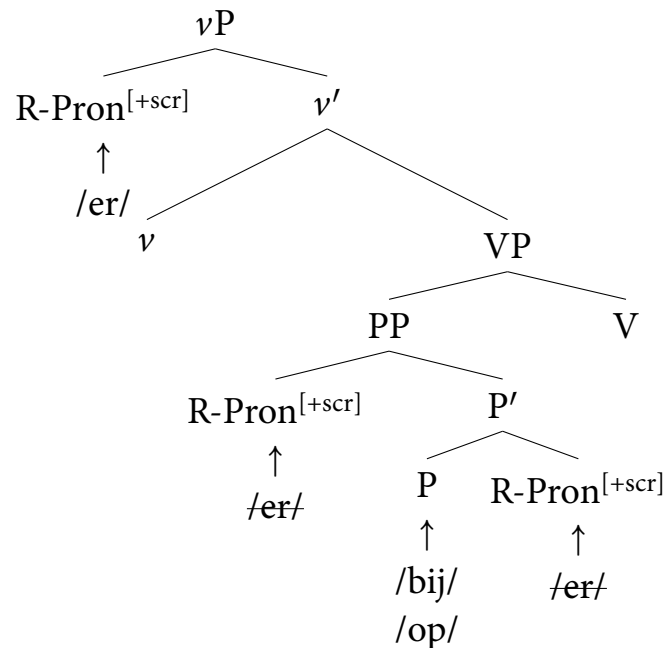 vP
R-Pron[+scr] v′
↑
/er/ v VP
PP V
R-Pron[+scr] P′
↑ P R-Pron[+scr]
/er/ ↑ ↑
/bij/ /er/
/op/